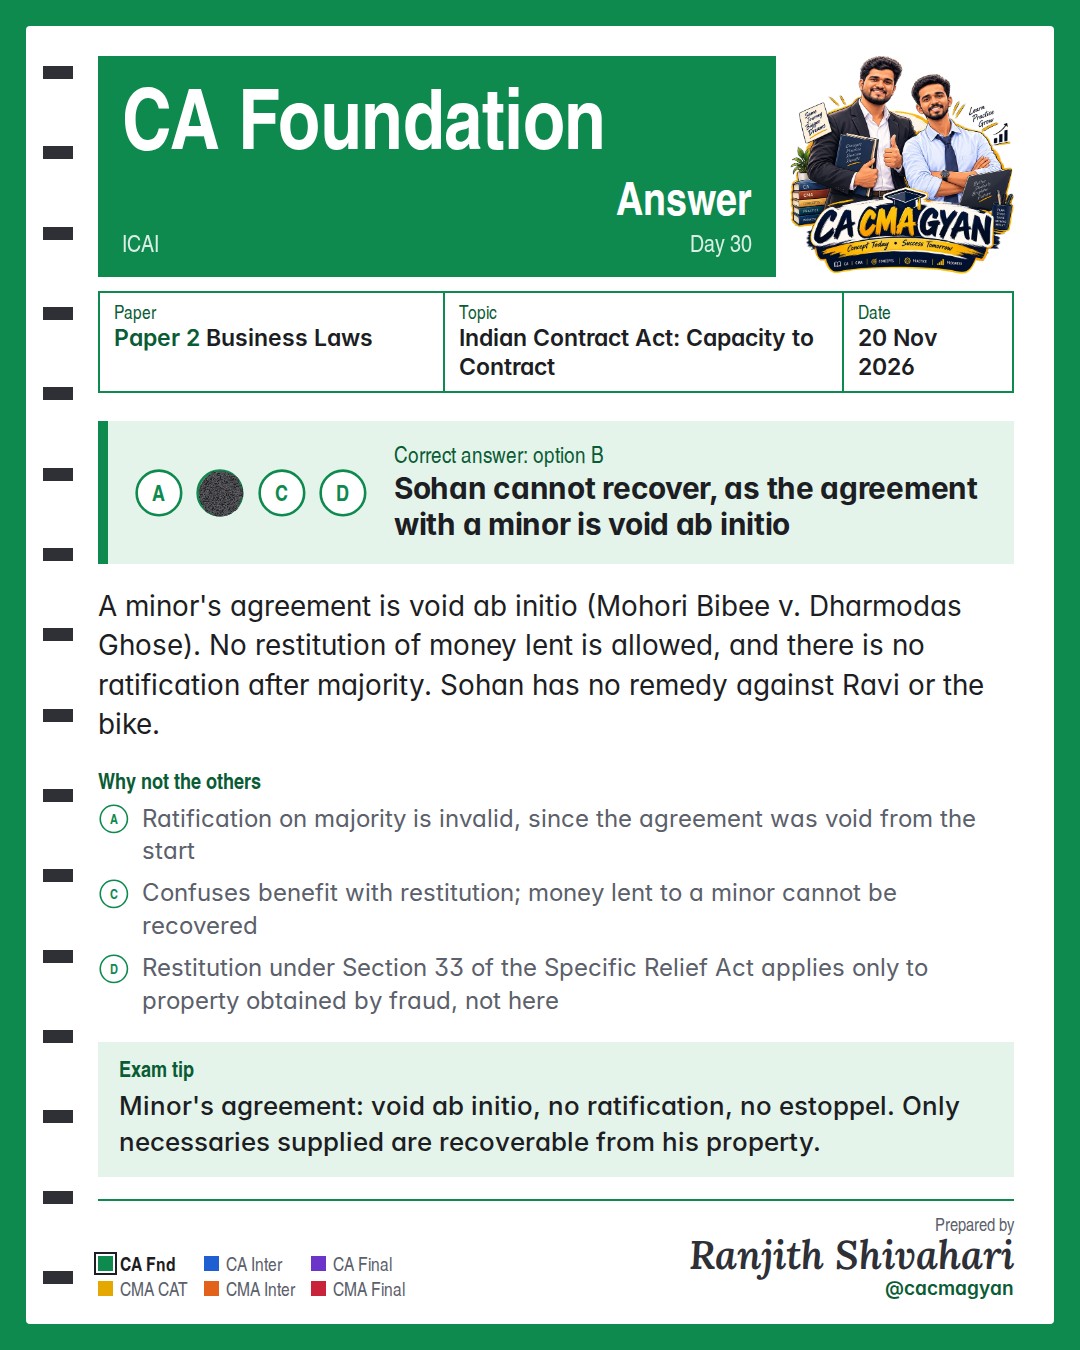 CA Foundation
Answer
ICAI
Day 30
CA CMA GYAN
Concept Today • Success Tomorrow
Learn
Practice
Grow
Paper
Paper 2 Business Laws
Topic
Indian Contract Act: Capacity to
Contract
Date
20 Nov
2026
A C D
Correct answer: option B
Sohan cannot recover, as the agreement
with a minor is void ab initio
A minor's agreement is void ab initio (Mohori Bibee v. Dharmodas
Ghose). No restitution of money lent is allowed, and there is no
ratification after majority. Sohan has no remedy against Ravi or the
bike.
Why not the others
A Ratification on majority is invalid, since the agreement was void from the
start
C Confuses benefit with restitution; money lent to a minor cannot be
recovered
D Restitution under Section 33 of the Specific Relief Act applies only to
property obtained by fraud, not here
Exam tip
Minor's agreement: void ab initio, no ratification, no estoppel. Only
necessaries supplied are recoverable from his property.
CA Fnd CA Inter CA Final
CMA CAT CMA Inter CMA Final
Prepared by
Ranjith Shivahari
@cacmagyan